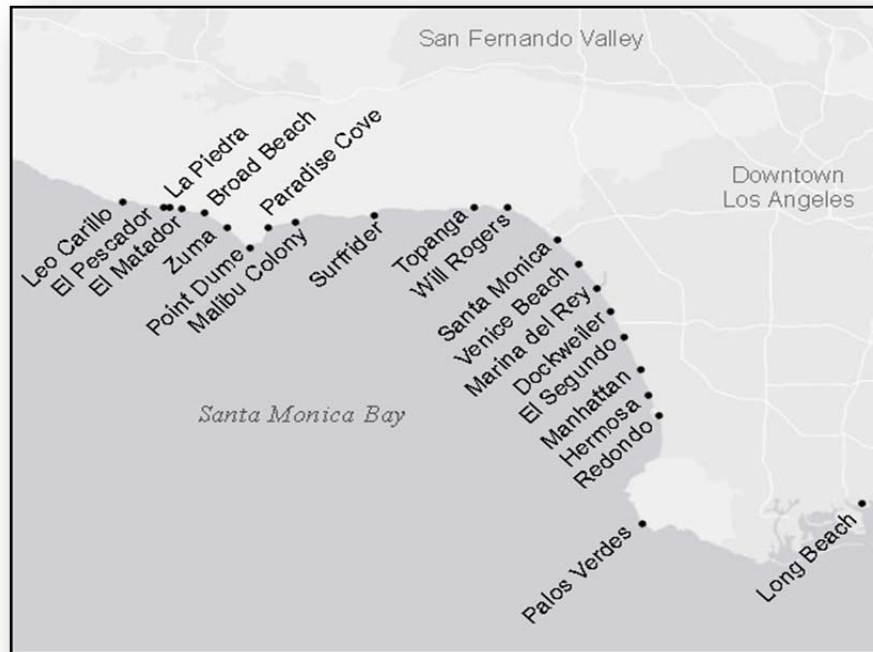 San Fernando Valley
La Piedra
Broad Beach
Paradise Cove
Downtown
Los Angeles
Leo Carillo
El Pescador
El Matador
Zuma
Point Dume
Malibu Colony
Surfrider
Topanga
Will Rogers
Santa Monica
Venice Beach
Marina del Rey
Dockweiler
El Segundo
Manhattan
Hermosa
Redondo
Santa Monica Bay
Palos Verdes
Long Beach